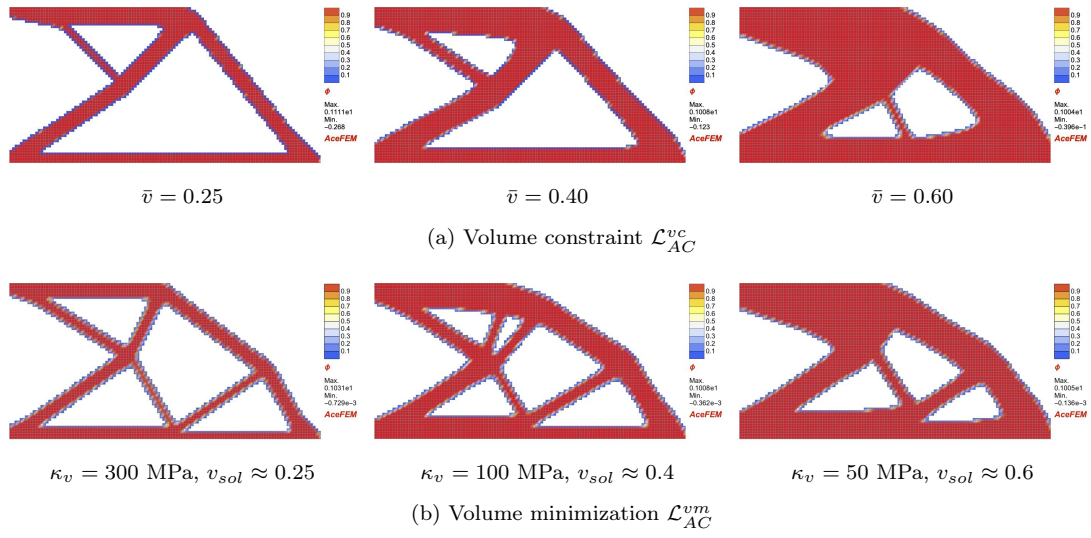 0.9
0.8
0.7
0.6
0.5
0.4
0.3
0.2
0.1
ϕ
Max.
0.1111e1
Min.
-0.268
AceFEM
0.9
0.8
0.7
0.6
0.5
0.4
0.3
0.2
0.1
ϕ
Max.
0.1008e1
Min.
-0.123
AceFEM
0.9
0.8
0.7
0.6
0.5
0.4
0.3
0.2
0.1
ϕ
Max.
0.1004e1
Min.
-0.396e-1
AceFEM
v̄ = 0.25
v̄ = 0.40
v̄ = 0.60
(a) Volume constraint ℒ_{AC}^{vc}
0.9
0.8
0.7
0.6
0.5
0.4
0.3
0.2
0.1
ϕ
Max.
0.1031e1
Min.
-0.729e-3
AceFEM
0.9
0.8
0.7
0.6
0.5
0.4
0.3
0.2
0.1
ϕ
Max.
0.1008e1
Min.
-0.362e-3
AceFEM
0.9
0.8
0.7
0.6
0.5
0.4
0.3
0.2
0.1
ϕ
Max.
0.1005e1
Min.
-0.136e-3
AceFEM
κ_v = 300 MPa, v_{sol} ≈ 0.25
κ_v = 100 MPa, v_{sol} ≈ 0.4
κ_v = 50 MPa, v_{sol} ≈ 0.6
(b) Volume minimization ℒ_{AC}^{vm}